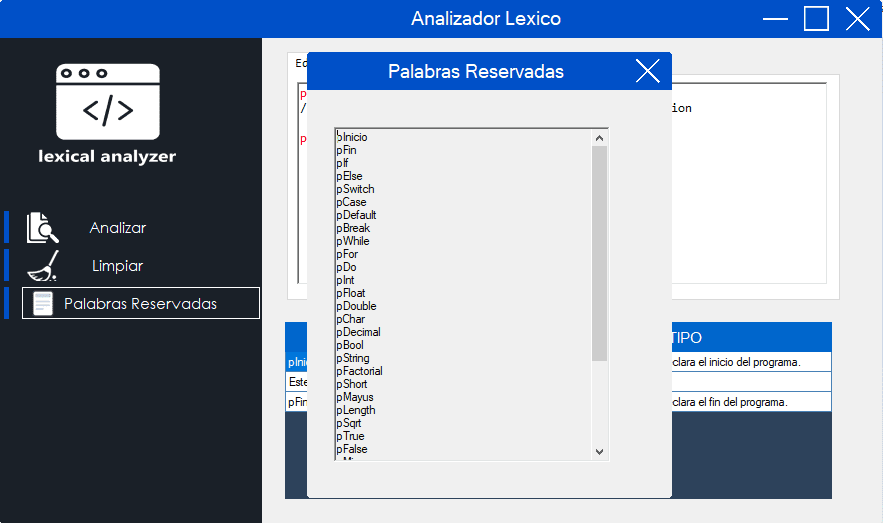 Analizador Lexico
lexical analyzer
Analizar
Limpiar
Palabras Reservadas
Palabras Reservadas
pInicio
pFin
pIf
pElse
pSwitch
pCase
pDefault
pBreak
pWhile
pFor
pDo
pInt
pFloat
pDouble
pChar
pDecimal
pBool
pString
pFactorial
pShort
pMayus
pLength
pSqrt
pTrue
pFalse
Ed
p
/ ion
p
TIPO
pIni clara el inicio del programa.
Este
pFin clara el fin del programa.